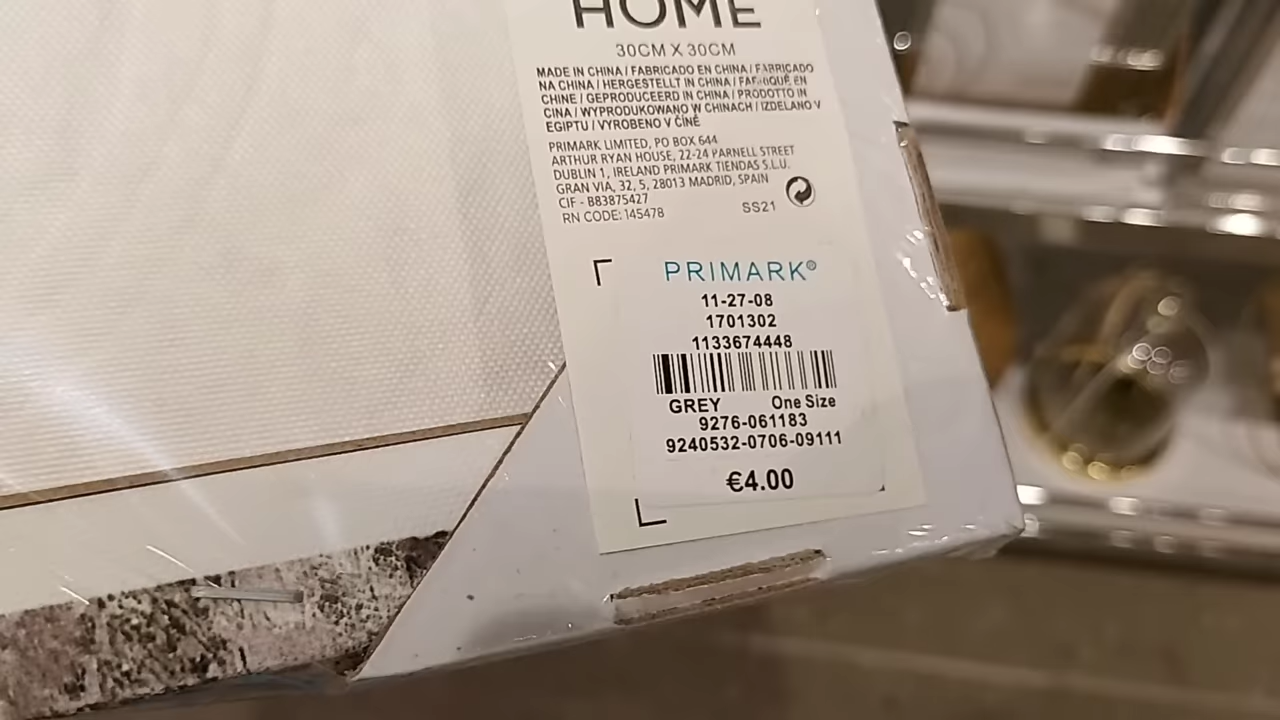 HOME
30CM X 30CM
MADE IN CHINA / FABRICADO EN CHINA / FABRICADO
NA CHINA / HERGESTELLT IN CHINA / FABRIQUÉ EN
CHINE / GEPRODUCEERD IN CHINA / PRODOTTO IN
CINA / WYPRODUKOWANO W CHINACH / IZDELANO V
EGIPTU / VYROBENO V ČÍNĚ
PRIMARK LIMITED, PO BOX 644
ARTHUR RYAN HOUSE, 22-24 PARNELL STREET
DUBLIN 1, IRELAND PRIMARK TIENDAS S.L.U.
GRAN VIA, 32, 5, 28013 MADRID, SPAIN
CIF - B83875427
RN CODE: 145478
SS21
PRIMARK®
11-27-08
1701302
1133674448
GREY One Size
9276-061183
9240532-0706-09111
€4.00